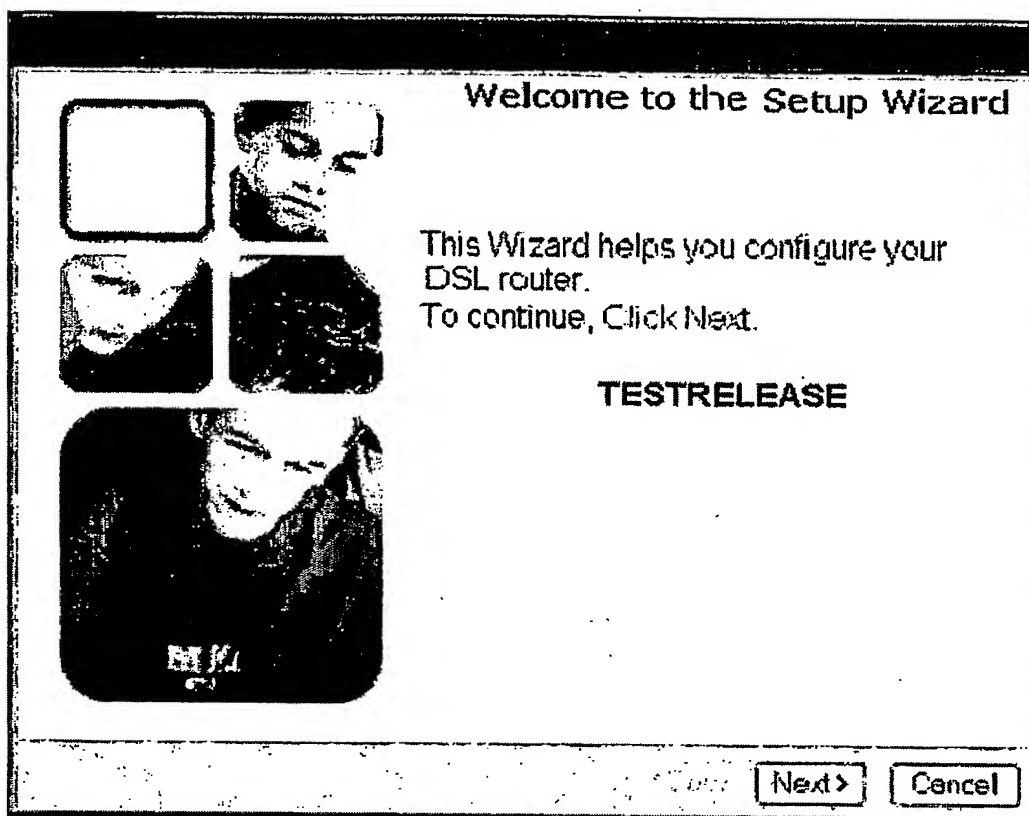 Welcome to the Setup Wizard
This Wizard helps you configure your
DSL router.
To continue, Click Next.
TESTRELEASE
Next >
Cancel